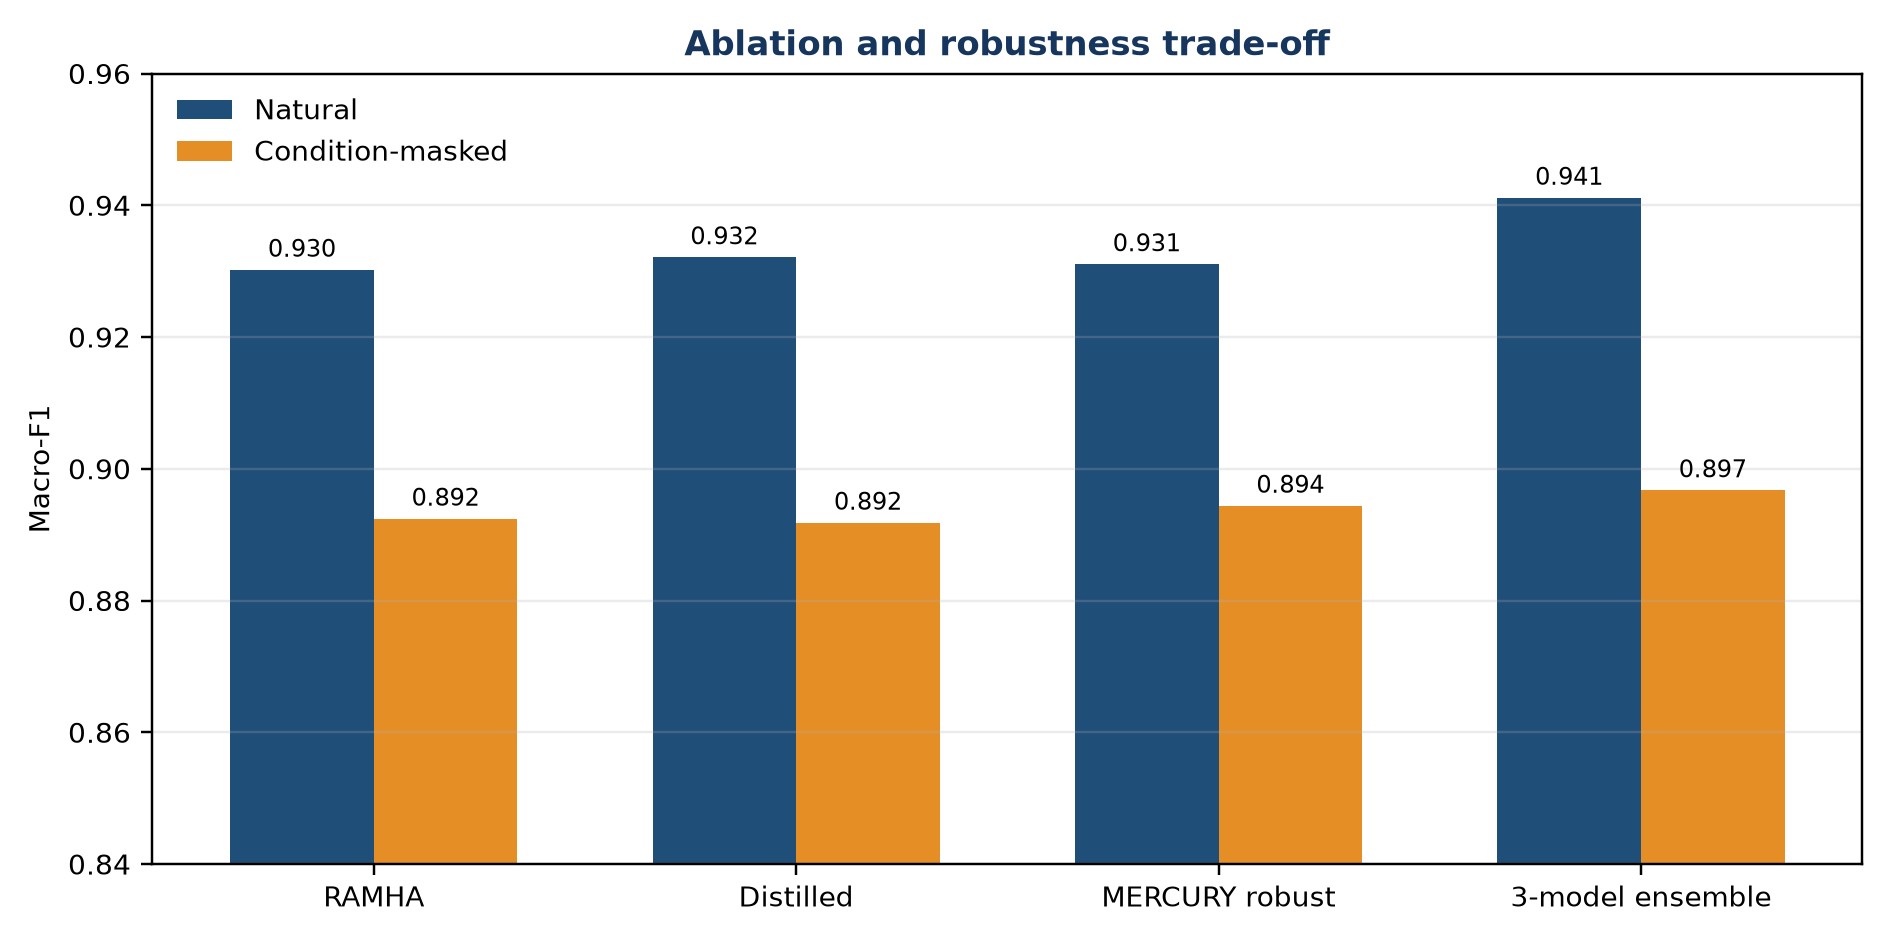 Ablation and robustness trade-off
0.96
0.94
0.92
0.90
0.88
0.86
0.84
Macro-F1
Natural
Condition-masked
0.930
0.892
0.932
0.892
0.931
0.894
0.941
0.897
RAMHA
Distilled
MERCURY robust
3-model ensemble